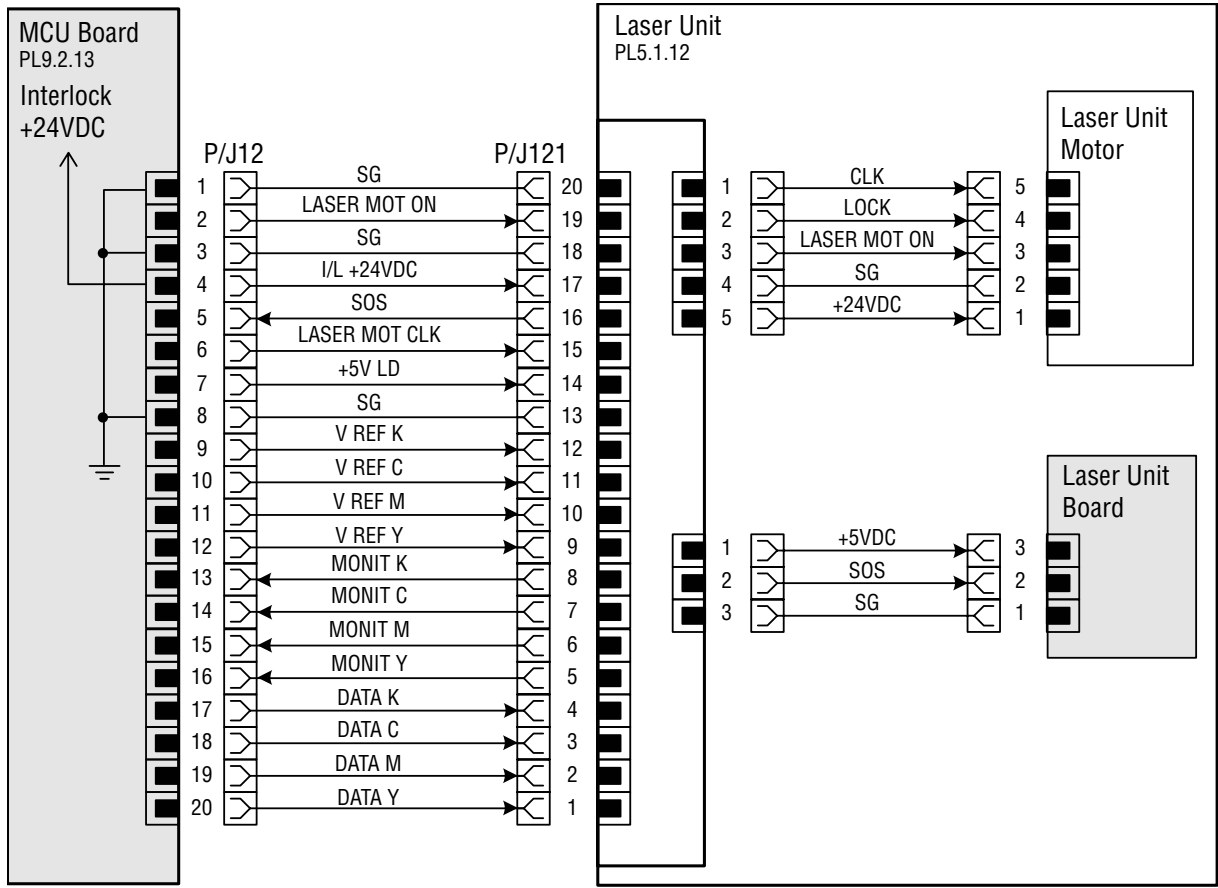 MCU Board
PL9.2.13
Interlock
+24VDC
P/J12
P/J121
1 SG 20
2 LASER MOT ON 19
3 SG 18
4 I/L +24VDC 17
5 SOS 16
6 LASER MOT CLK 15
7 +5V LD 14
8 SG 13
9 V REF K 12
10 V REF C 11
11 V REF M 10
12 V REF Y 9
13 MONIT K 8
14 MONIT C 7
15 MONIT M 6
16 MONIT Y 5
17 DATA K 4
18 DATA C 3
19 DATA M 2
20 DATA Y 1
Laser Unit
PL5.1.12
1 CLK 5
2 LOCK 4
3 LASER MOT ON 3
4 SG 2
5 +24VDC 1
Laser Unit
Motor
1 +5VDC 3
2 SOS 2
3 SG 1
Laser Unit
Board